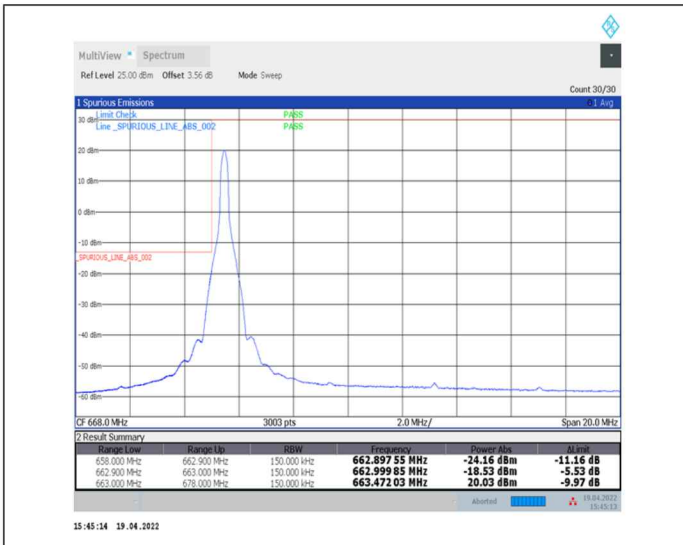 MultiView * Spectrum
Ref Level 25.00 dBm Offset 3.56 dB Mode Sweep
Count 30/30
1 Spurious Emissions 1 Avg
30 dBm Limit Check PASS
Line _SPURIOUS_LINE_ABS_002 PASS
20 dBm
10 dBm
0 dBm
-10 dBm
_SPURIOUS_LINE_ABS_002
-20 dBm
-30 dBm
-40 dBm
-50 dBm
-60 dBm
CF 668.0 MHz 3003 pts 2.0 MHz/ Span 20.0 MHz
2 Result Summary
Range Low Range Up RBW Frequency Power Abs ΔLimit
658.000 MHz 662.900 MHz 150.000 kHz 662.897 55 MHz -24.16 dBm -11.16 dB
662.900 MHz 663.000 MHz 150.000 kHz 662.999 85 MHz -18.53 dBm -5.53 dB
663.000 MHz 678.000 MHz 150.000 kHz 663.472 03 MHz 20.03 dBm -9.97 dB
Aborted 19.04.2022
15:45:13
15:45:14 19.04.2022